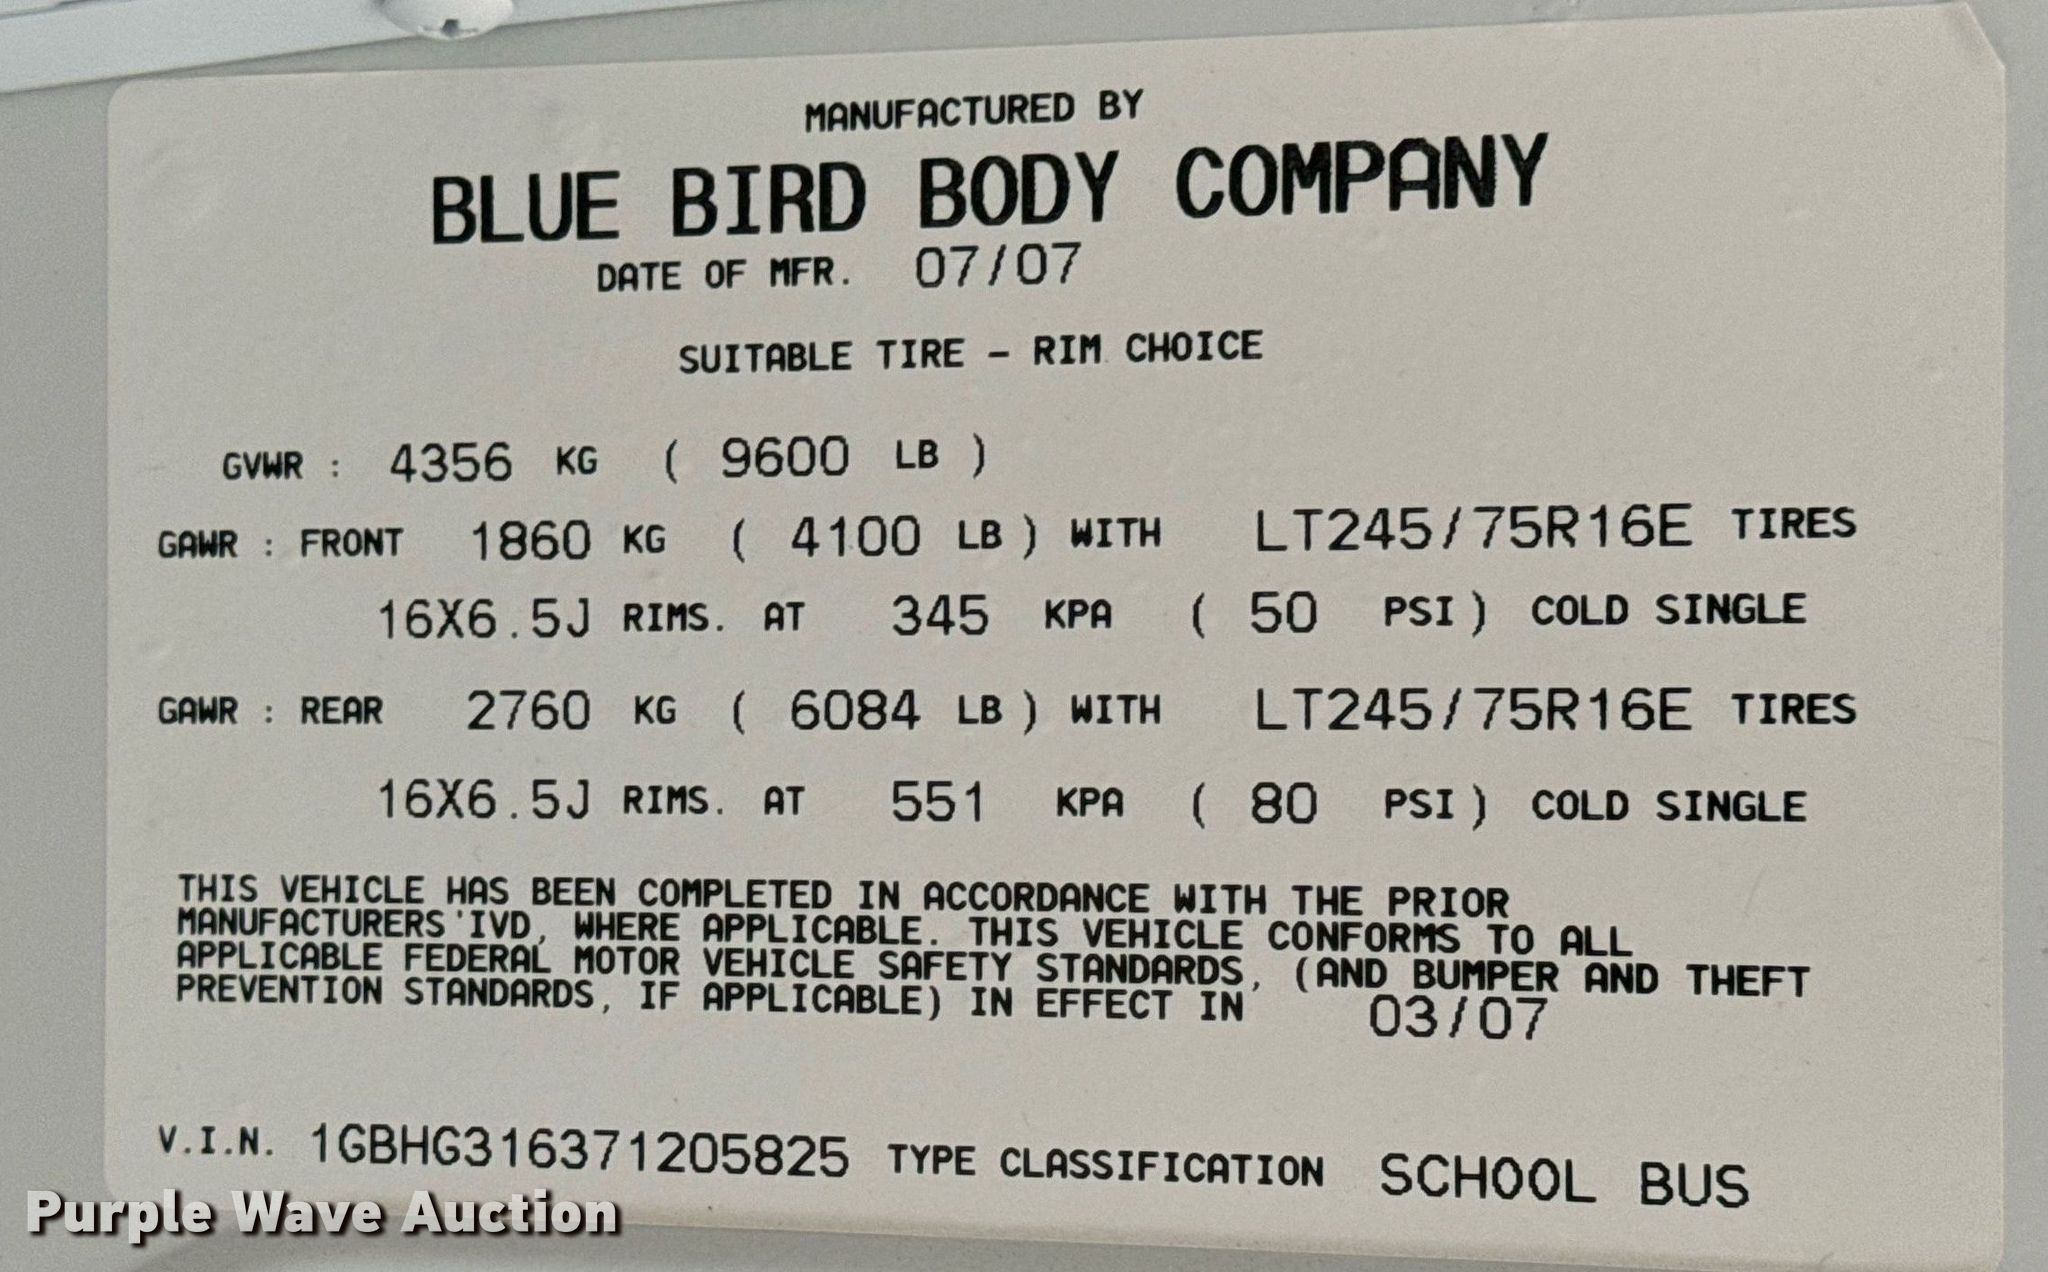 MANUFACTURED BY
BLUE BIRD BODY COMPANY
DATE OF MFR. 07/07
SUITABLE TIRE - RIM CHOICE
GVWR : 4356 KG ( 9600 LB )
GAWR : FRONT 1860 KG ( 4100 LB ) WITH LT245/75R16E TIRES
16X6.5J RIMS. AT 345 KPA ( 50 PSI ) COLD SINGLE
GAWR : REAR 2760 KG ( 6084 LB ) WITH LT245/75R16E TIRES
16X6.5J RIMS. AT 551 KPA ( 80 PSI ) COLD SINGLE
THIS VEHICLE HAS BEEN COMPLETED IN ACCORDANCE WITH THE PRIOR
MANUFACTURERS'IVD, WHERE APPLICABLE. THIS VEHICLE CONFORMS TO ALL
APPLICABLE FEDERAL MOTOR VEHICLE SAFETY STANDARDS, (AND BUMPER AND THEFT
PREVENTION STANDARDS, IF APPLICABLE) IN EFFECT IN 03/07
V.I.N. 1GBHG316371205825 TYPE CLASSIFICATION SCHOOL BUS
Purple Wave Auction